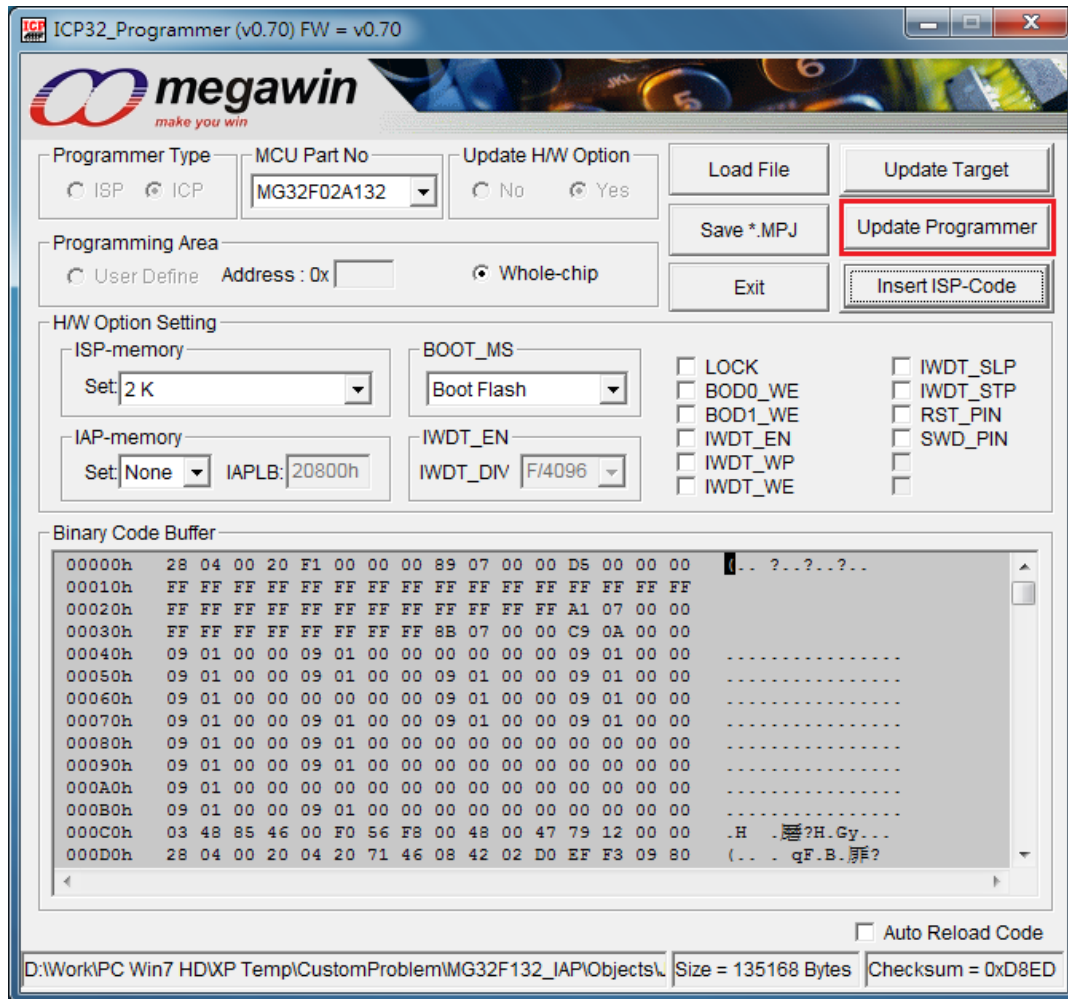 ICP32_Programmer (v0.70) FW = v0.70
megawin
make you win
Programmer Type
ISP ICP
MCU Part No
MG32F02A132
Update H/W Option
No Yes
Load File
Update Target
Save *.MPJ
Update Programmer
Exit
Insert ISP-Code
Programming Area
User Define Address : 0x
Whole-chip
H/W Option Setting
ISP-memory
Set: 2 K
BOOT_MS
Boot Flash
IAP-memory
Set: None IAPLB: 20800h
IWDT_EN
IWDT_DIV F/4096
LOCK
BOD0_WE
BOD1_WE
IWDT_EN
IWDT_WP
IWDT_WE
IWDT_SLP
IWDT_STP
RST_PIN
SWD_PIN
Binary Code Buffer
00000h 28 04 00 20 F1 00 00 00 89 07 00 00 D5 00 00 00 (.. ?..?..?..
00010h FF FF FF FF FF FF FF FF FF FF FF FF FF FF FF FF
00020h FF FF FF FF FF FF FF FF FF FF FF FF A1 07 00 00
00030h FF FF FF FF FF FF FF FF 8B 07 00 00 C9 0A 00 00
00040h 09 01 00 00 09 01 00 00 00 00 00 00 09 01 00 00 ................
00050h 09 01 00 00 09 01 00 00 09 01 00 00 09 01 00 00 ................
00060h 09 01 00 00 00 00 00 00 09 01 00 00 09 01 00 00 ................
00070h 09 01 00 00 09 01 00 00 09 01 00 00 09 01 00 00 ................
00080h 09 01 00 00 09 01 00 00 00 00 00 00 00 00 00 00 ................
00090h 09 01 00 00 09 01 00 00 00 00 00 00 00 00 00 00 ................
000A0h 09 01 00 00 00 00 00 00 00 00 00 00 00 00 00 00 ................
000B0h 09 01 00 00 09 01 00 00 00 00 00 00 00 00 00 00 ................
000C0h 03 48 85 46 00 F0 56 F8 00 48 00 47 79 12 00 00 .H . ?H.Gy...
000D0h 28 04 00 20 04 20 71 46 08 42 02 D0 EF F3 09 80 (.. . qF.B. ?
Auto Reload Code
D:\Work\PC Win7 HD\XP Temp\CustomProblem\MG32F132_IAP\Objects\ Size = 135168 Bytes Checksum = 0xD8ED